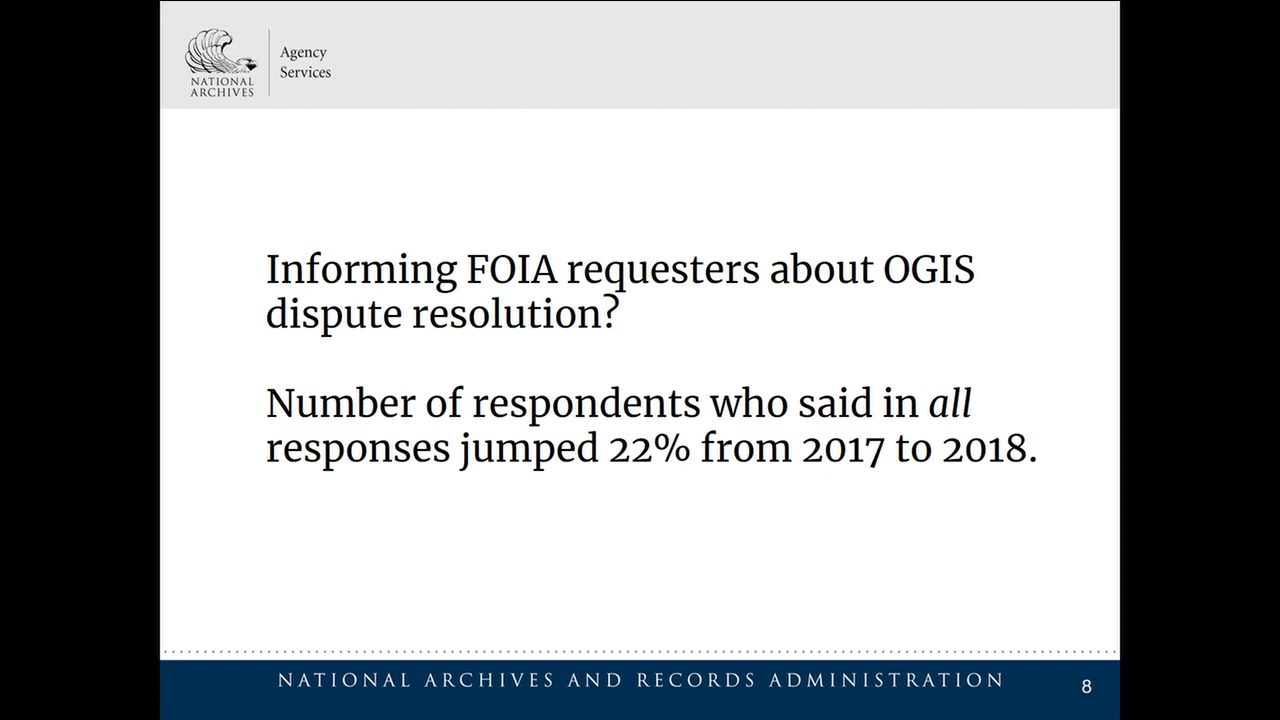 NATIONAL
ARCHIVES
Agency
Services
Informing FOIA requesters about OGIS
dispute resolution?
Number of respondents who said in all
responses jumped 22% from 2017 to 2018.
NATIONAL ARCHIVES AND RECORDS ADMINISTRATION
8